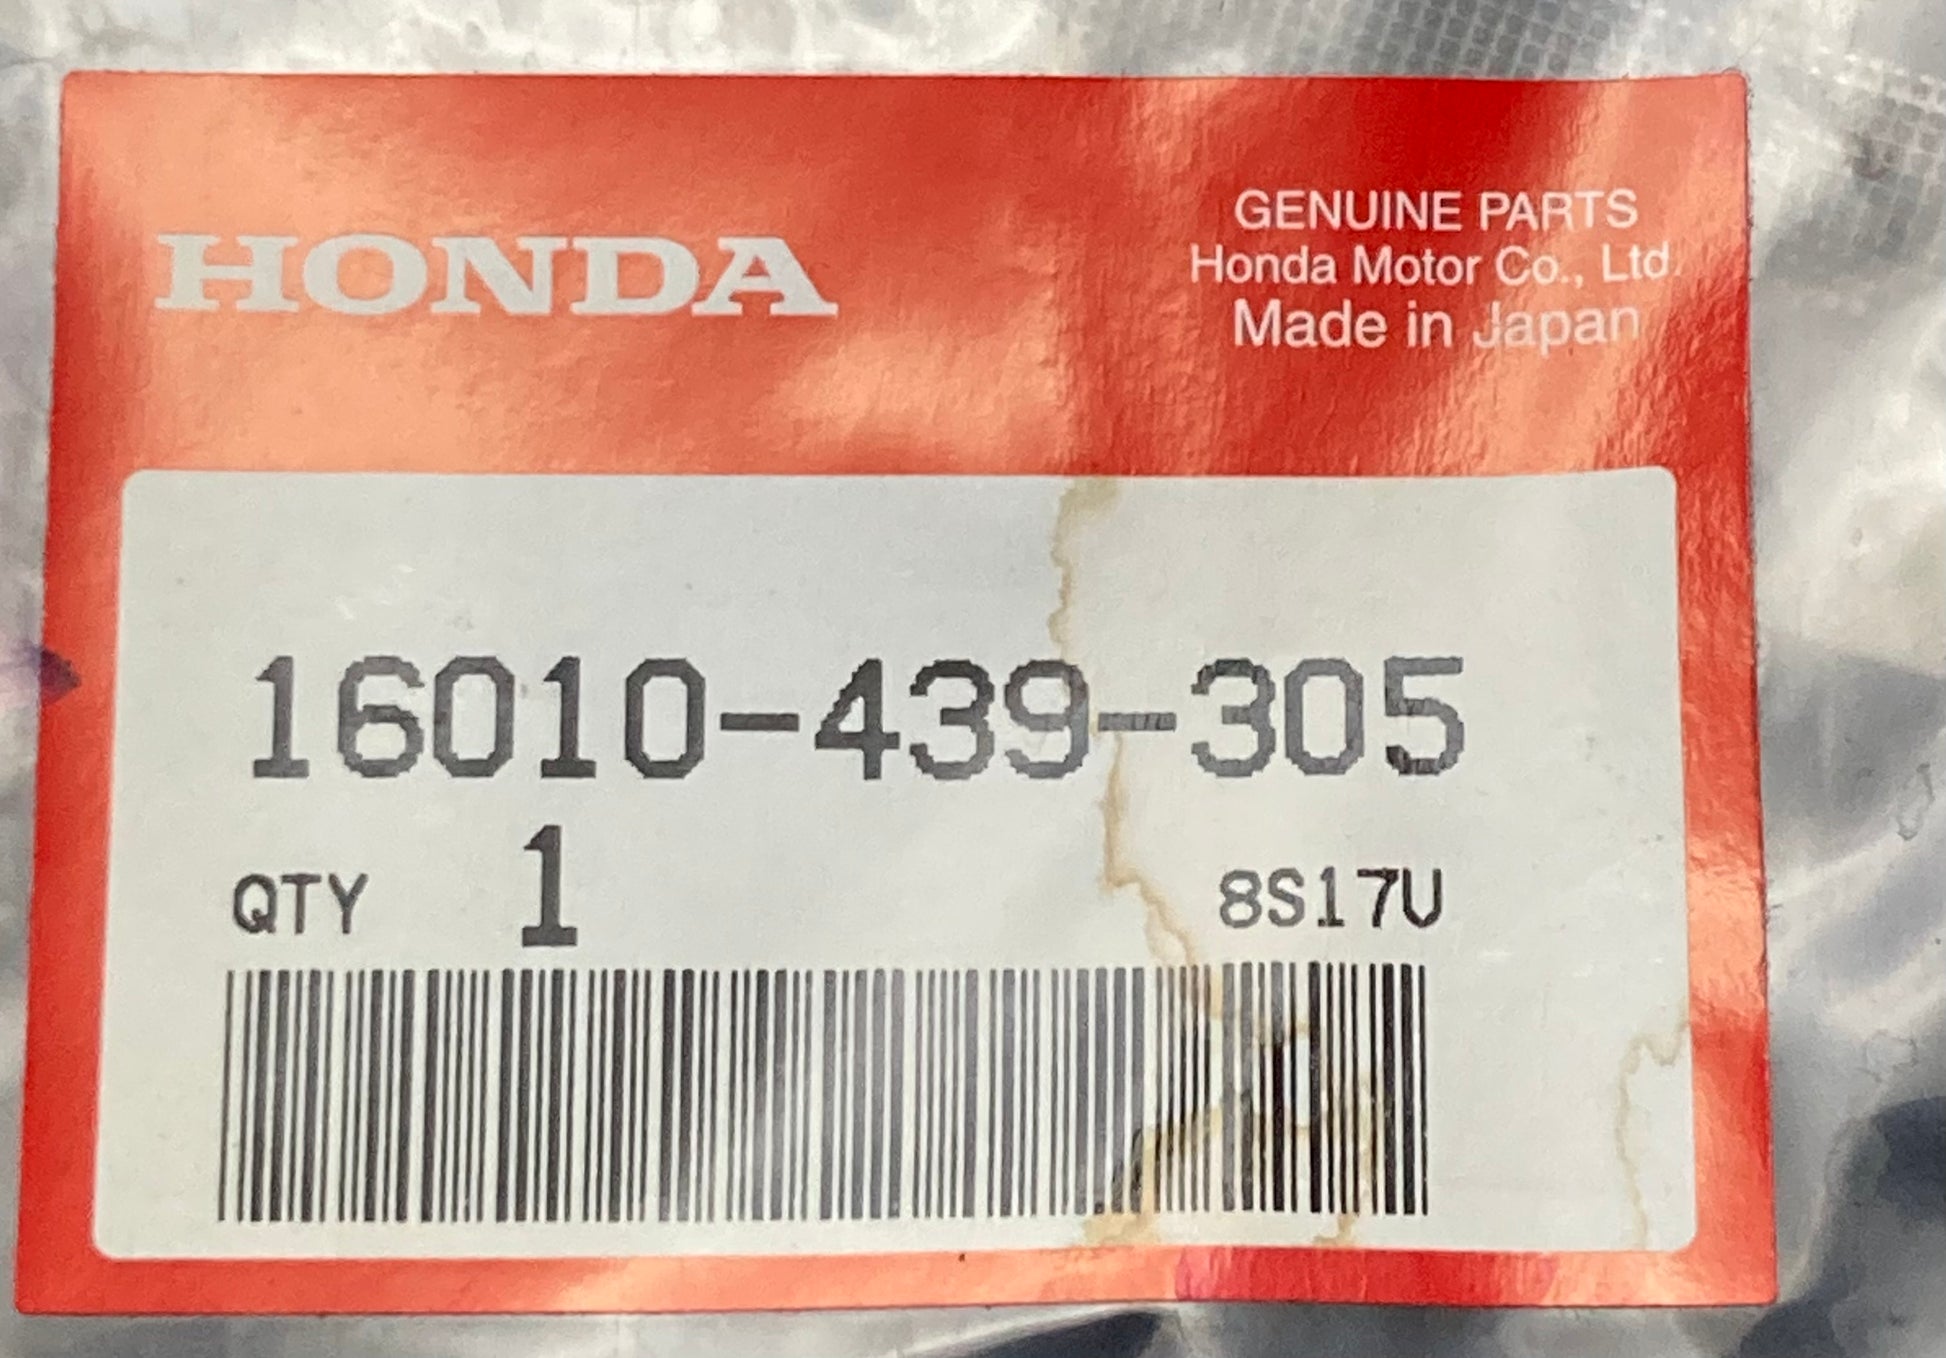 HONDA
GENUINE PARTS
Honda Motor Co., Ltd.
Made in Japan
16010-439-305
QTY 1 8S17U